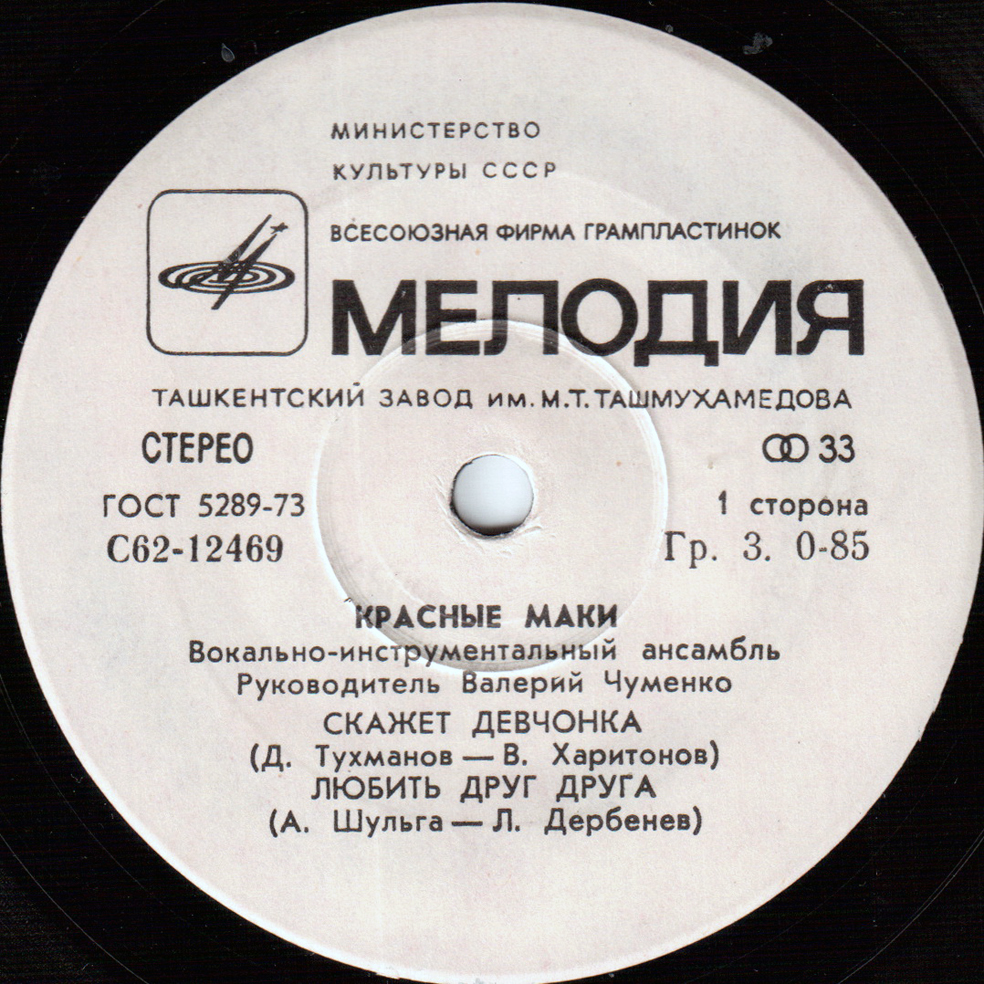 МИНИСТЕРСТВО
КУЛЬТУРЫ СССР
ВСЕСОЮЗНАЯ ФИРМА ГРАМПЛАСТИНОК
МЕЛОДИЯ
ТАШКЕНТСКИЙ ЗАВОД им. М.Т. ТАШМУХАМЕДОВА
СТЕРЕО 33
ГОСТ 5289-73 1 сторона
С62-12469 Гр. 3. 0-85
КРАСНЫЕ МАКИ
Вокально-инструментальный ансамбль
Руководитель Валерий Чуменко
СКАЖЕТ ДЕВЧОНКА
(Д. Тухманов — В. Харитонов)
ЛЮБИТЬ ДРУГ ДРУГА
(А. Шульга — Л. Дербенев)